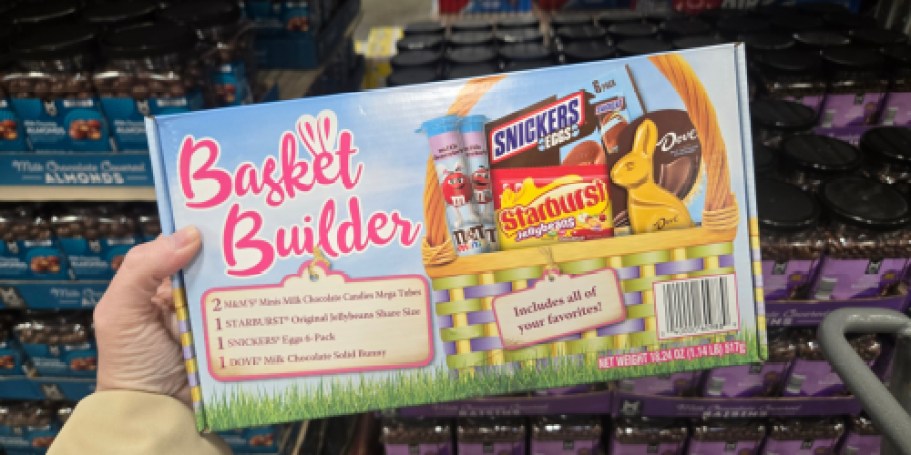 Basket
Builder
2 M&M'S® Minis Milk Chocolate Candies Mega Tubes
1 STARBURST® Original Jellybeans Share Size
1 SNICKERS® Eggs 6-Pack
1 DOVE® Milk Chocolate Solid Bunny
SNICKERS
EGGS
6 PACK
Dove
Starburst
Jellybeans
Dove
m&m's
Includes all of
your favorites!
NET WEIGHT 18.24 OZ (1.14 LB) 517g
Milk Chocolate Covered
ALMONDS
RAISINS